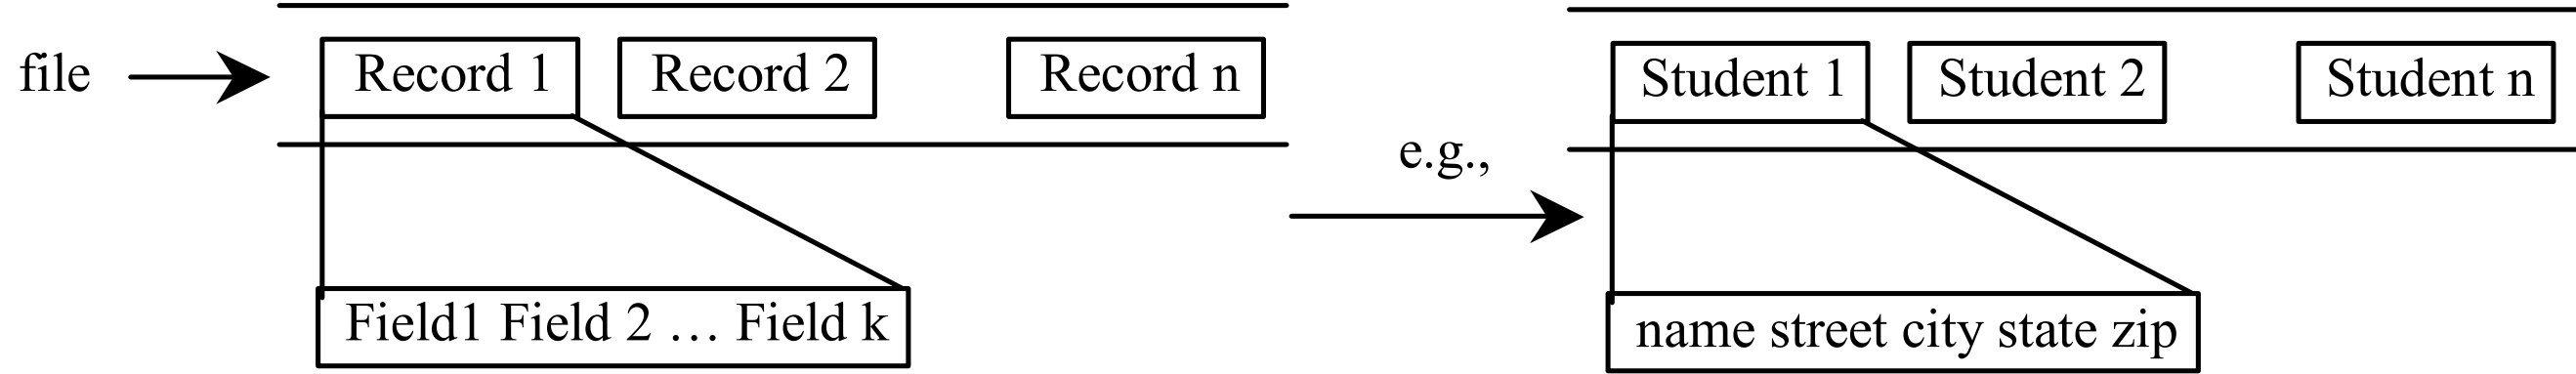 file Record 1 Record 2 Record n
Field1 Field 2 … Field k
e.g.,
Student 1 Student 2 Student n
name street city state zip